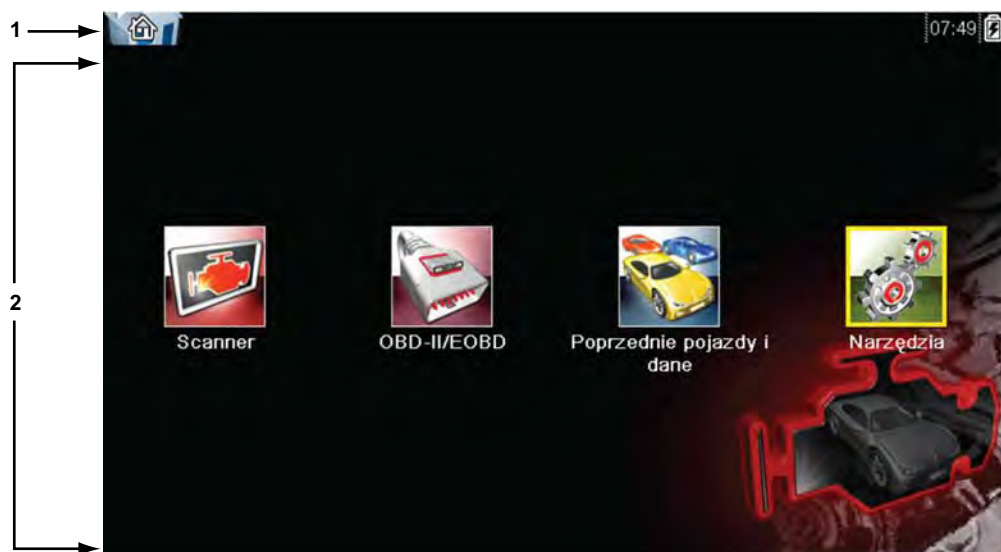 1
07:49
2
Scanner
OBD-II/EOBD
Poprzednie pojazdy i
dane
Narzędzia